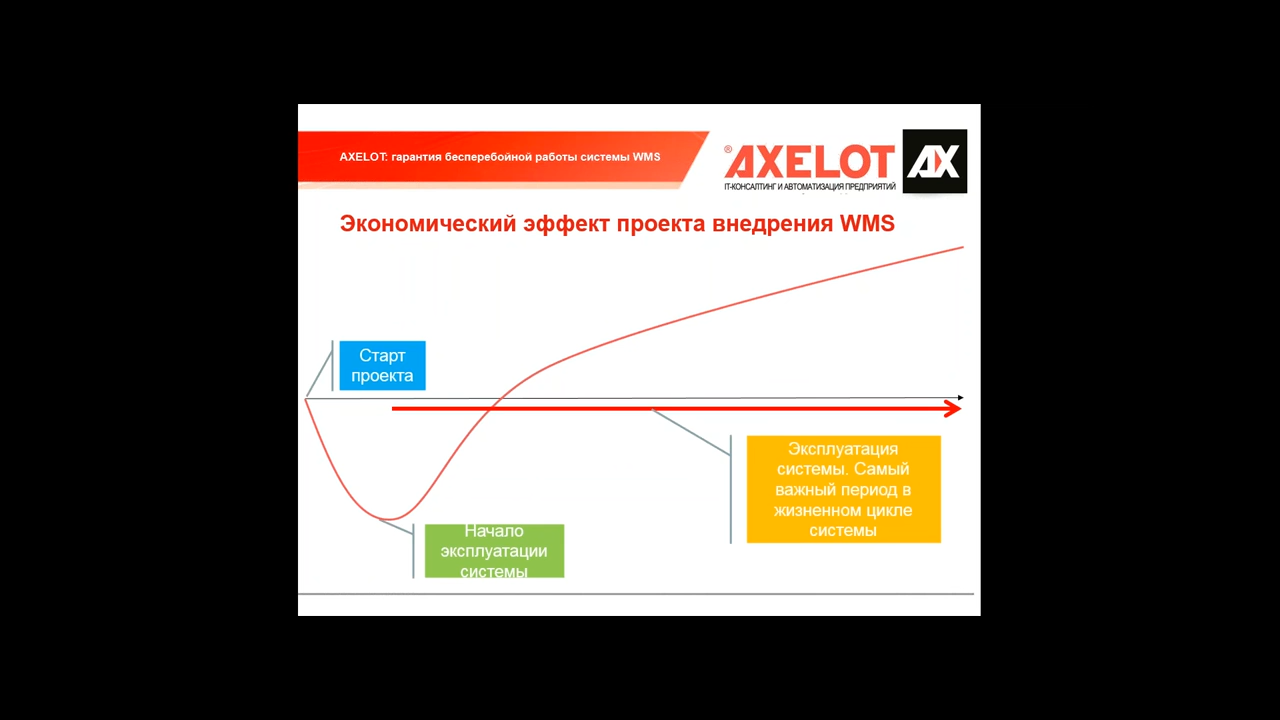 AXELOT: гарантия бесперебойной работы системы WMS
® AXELOT
IT-КОНСАЛТИНГ И АВТОМАТИЗАЦИЯ ПРЕДПРИЯТИЙ
AX
Экономический эффект проекта внедрения WMS
Старт
проекта
Эксплуатация
системы. Самый
важный период в
жизненном цикле
системы
Начало
эксплуатации
системы